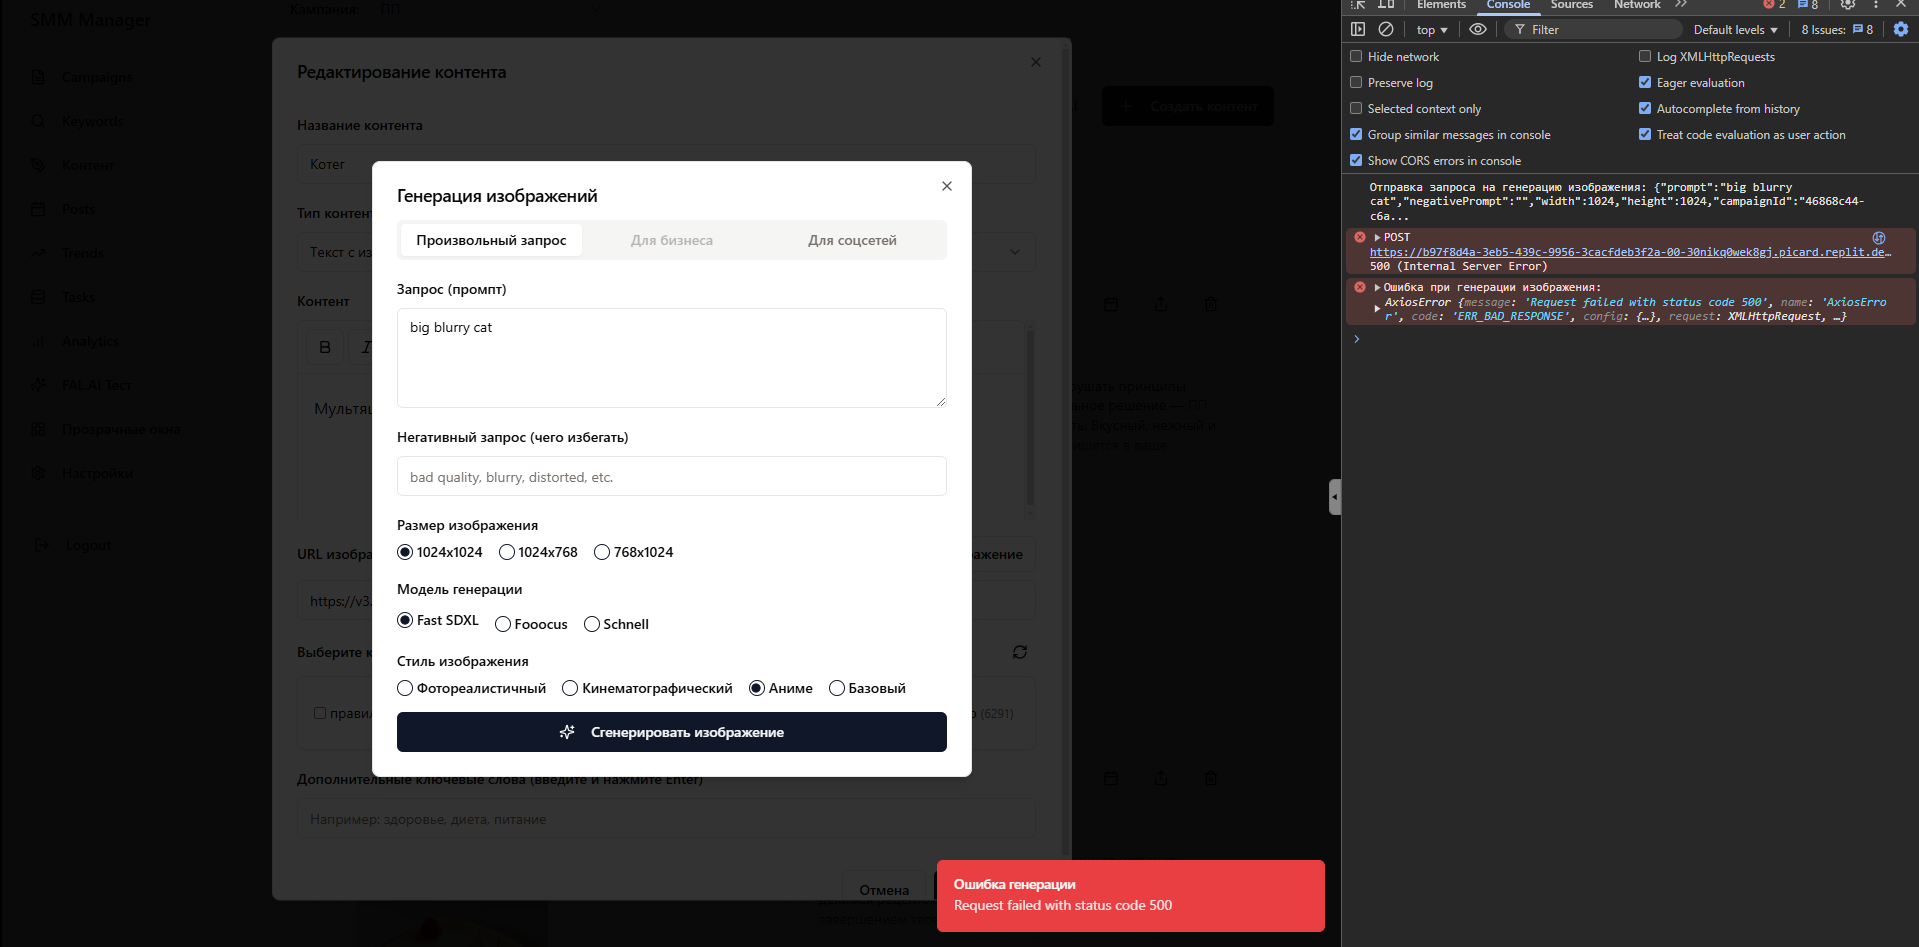 SMM Manager
Campaigns
Keywords
Контент
Posts
Trends
Tasks
Analytics
FAL.AI Тест
Прозрачные окна
Настройки
Logout
Кампания:
ПП
Создать контент
Редактирование контента
Название контента
Котег
Тип контент
Текст с из
Контент
B I
Мультяш
URL изобра
ажение
https://v3.
Выберите к
правил
(6291)
Дополнительные ключевые слова (введите и нажмите Enter)
Например: здоровье, диета, питание
Отмена
Генерация изображений
Произвольный запрос
Для бизнеса
Для соцсетей
Запрос (промпт)
big blurry cat
Негативный запрос (чего избегать)
bad quality, blurry, distorted, etc.
Размер изображения
1024x1024 1024x768 768x1024
Модель генерации
Fast SDXL Fooocus Schnell
Стиль изображения
Фотореалистичный Кинематографический Аниме Базовый
Сгенерировать изображение
Ошибка генерации
Request failed with status code 500
Elements Console Sources Network 2 8
top Filter Default levels 8 Issues: 8
Hide network
Log XMLHttpRequests
Preserve log
Eager evaluation
Selected context only
Autocomplete from history
Group similar messages in console
Treat code evaluation as user action
Show CORS errors in console
Отправка запроса на генерацию изображения: {"prompt":"big blurry
cat","negativePrompt":"","width":1024,"height":1024,"campaignId":"46868c44-
c6a...
POST
https://b97f8d4a-3eb5-439c-9956-3cacfdeb3f2a-00-30nikq0wek8gj.picard.replit.de…
500 (Internal Server Error)
Ошибка при генерации изображения:
AxiosError {message: 'Request failed with status code 500', name: 'AxiosErro
r', code: 'ERR_BAD_RESPONSE', config: {…}, request: XMLHttpRequest, …}